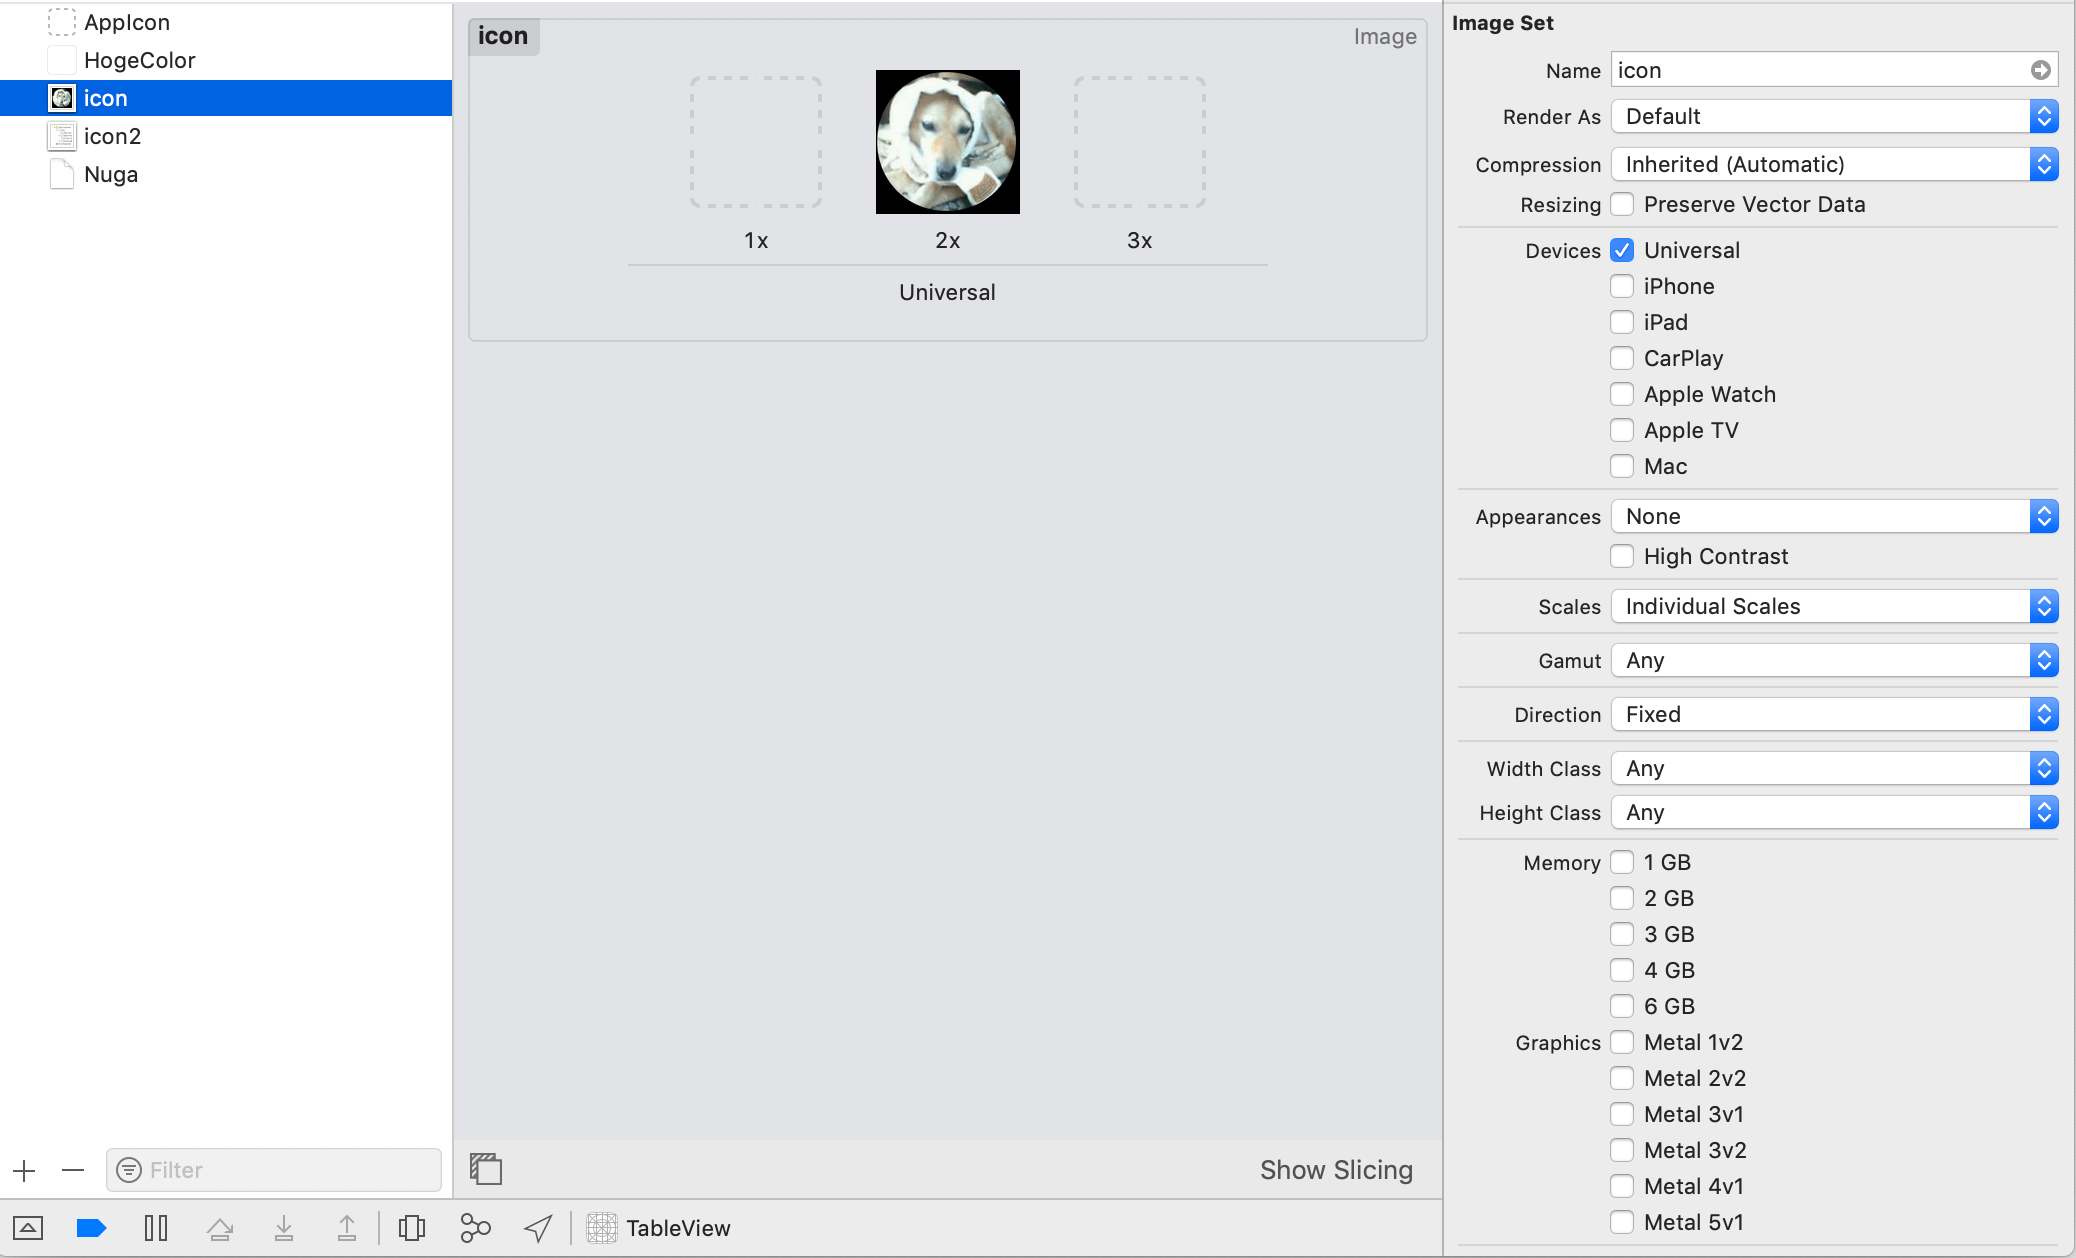 AppIcon
HogeColor
icon
icon2
Nuga
Filter
icon
Image
1x
2x
3x
Universal
Show Slicing
TableView
Image Set
Name icon
Render As Default
Compression Inherited (Automatic)
Resizing Preserve Vector Data
Devices Universal
iPhone
iPad
CarPlay
Apple Watch
Apple TV
Mac
Appearances None
High Contrast
Scales Individual Scales
Gamut Any
Direction Fixed
Width Class Any
Height Class Any
Memory 1 GB
2 GB
3 GB
4 GB
6 GB
Graphics Metal 1v2
Metal 2v2
Metal 3v1
Metal 3v2
Metal 4v1
Metal 5v1